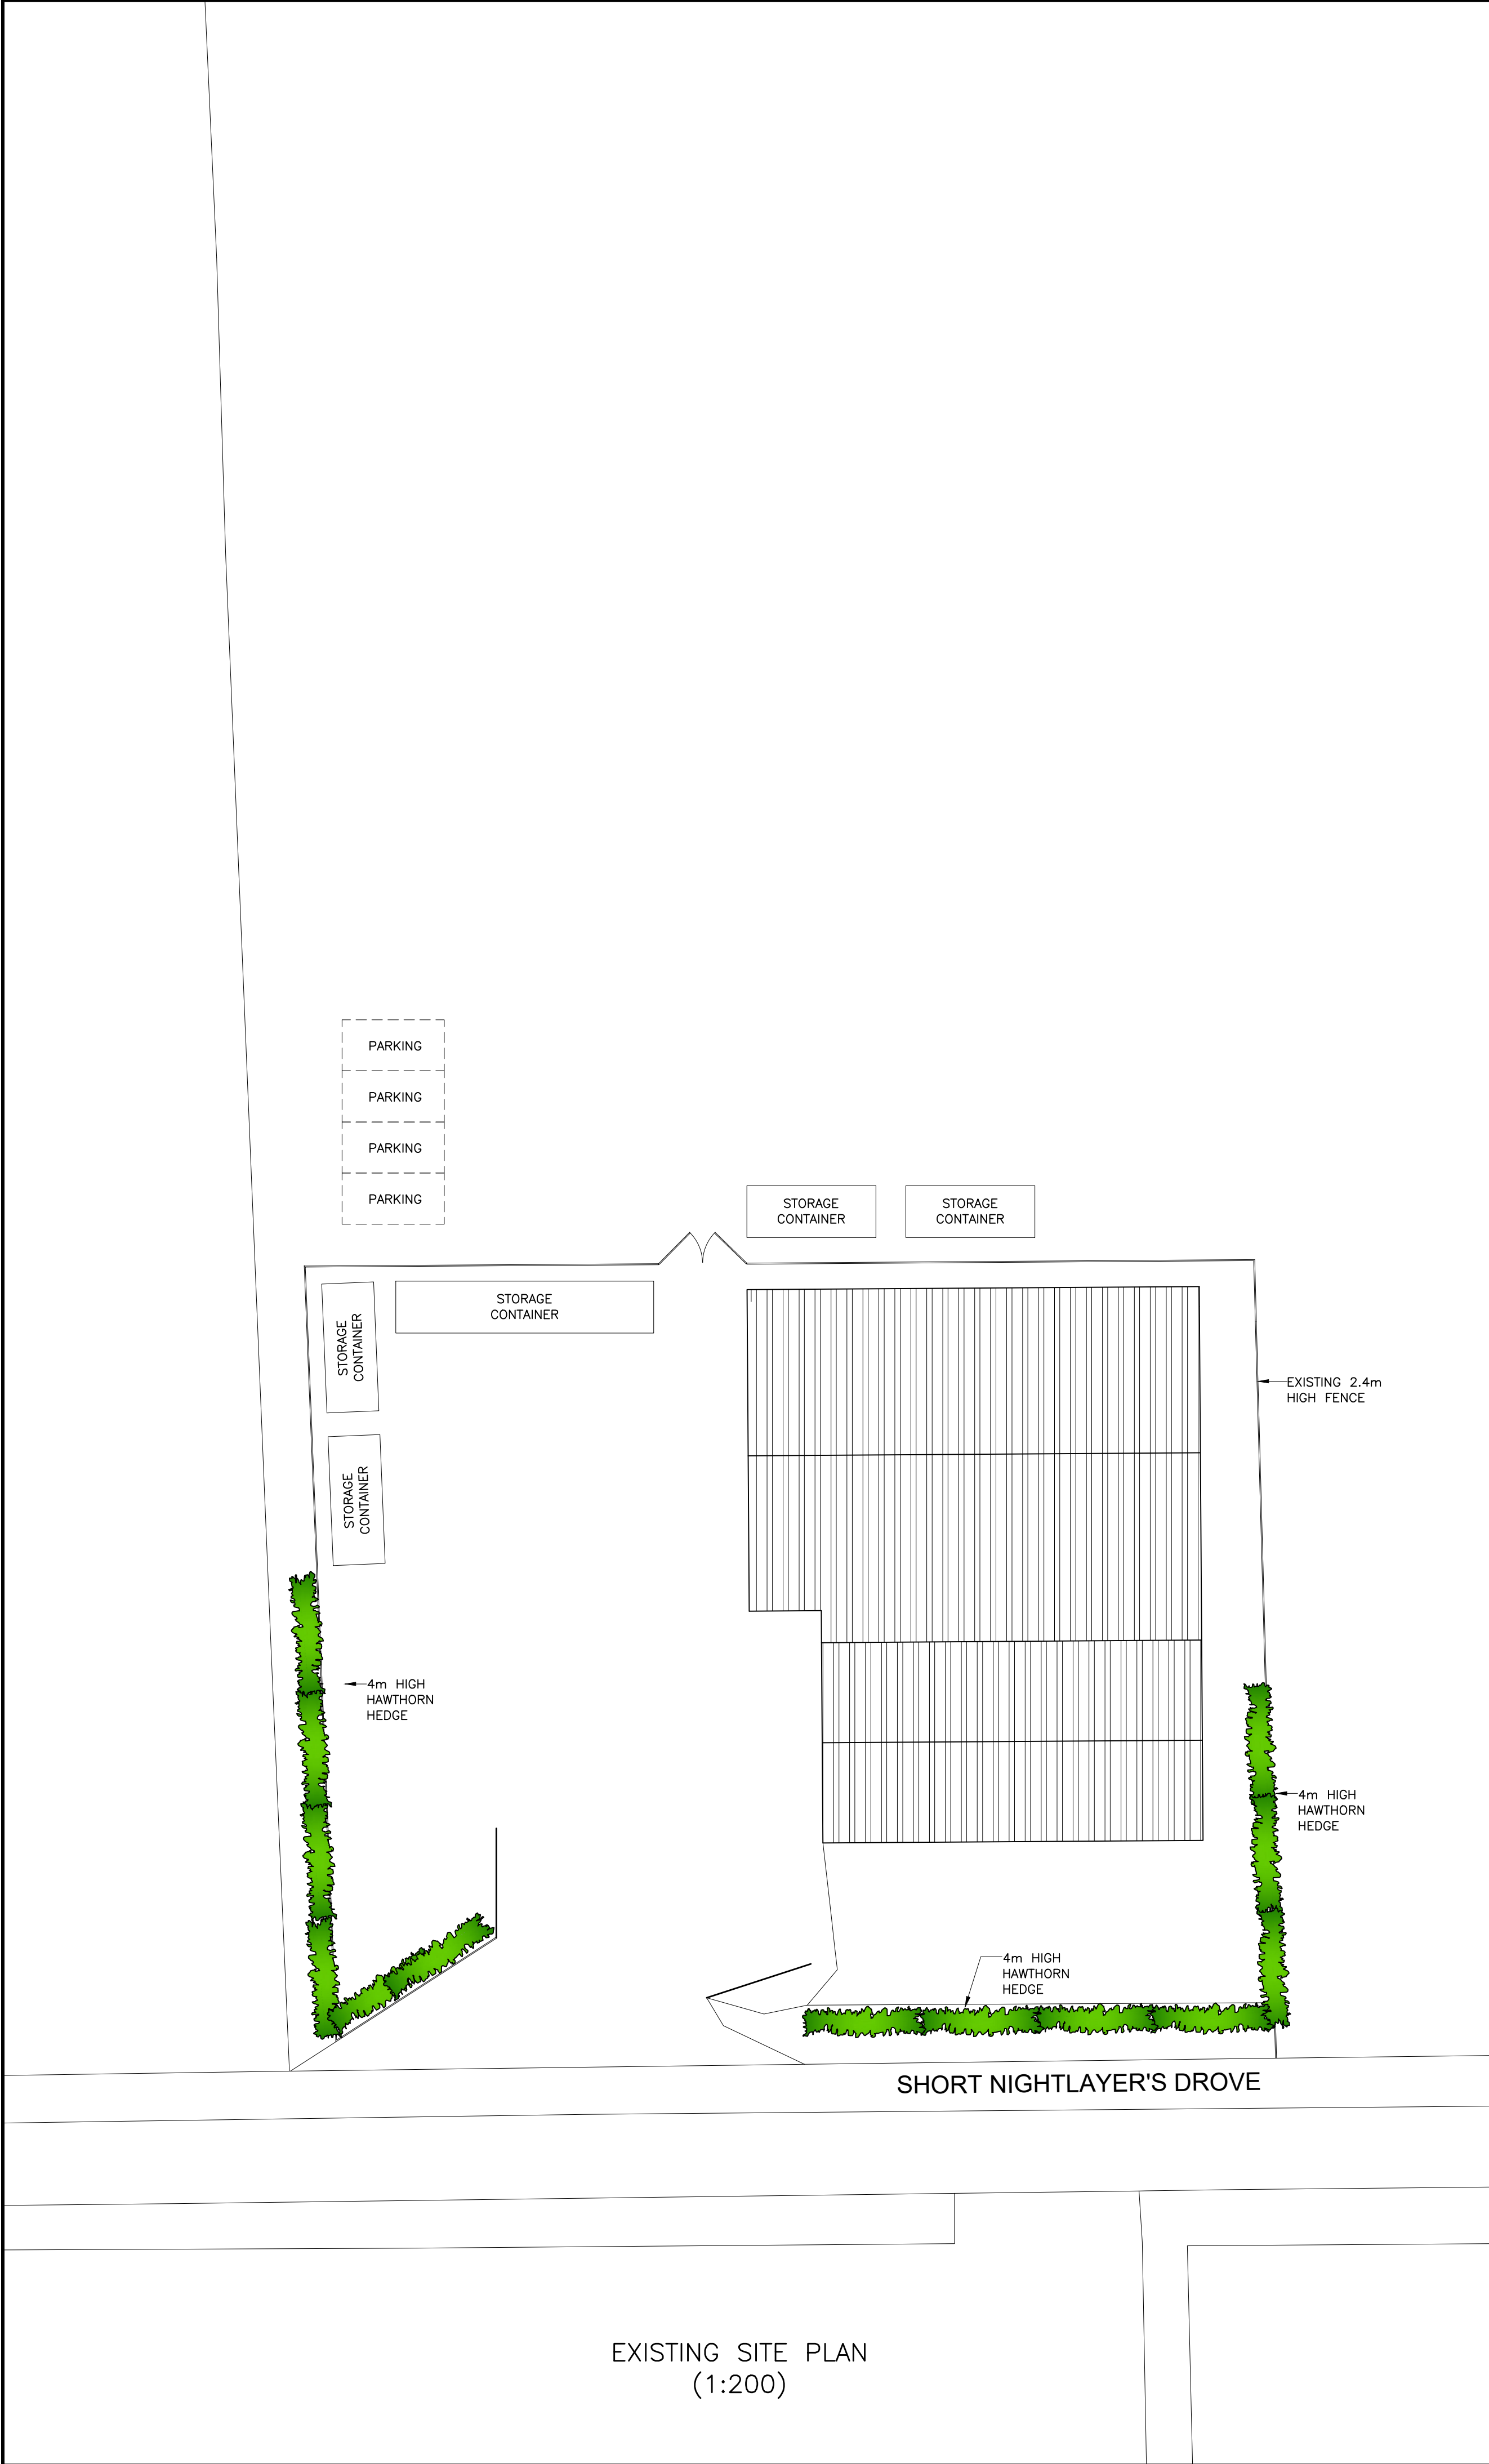 PARKING
PARKING
PARKING
PARKING
STORAGE
CONTAINER
STORAGE
CONTAINER
STORAGE
CONTAINER
STORAGE
CONTAINER
STORAGE
CONTAINER
EXISTING 2.4m
HIGH FENCE
4m HIGH
HAWTHORN
HEDGE
4m HIGH
HAWTHORN
HEDGE
4m HIGH
HAWTHORN
HEDGE
SHORT NIGHTLAYER'S DROVE
EXISTING SITE PLAN
(1:200)